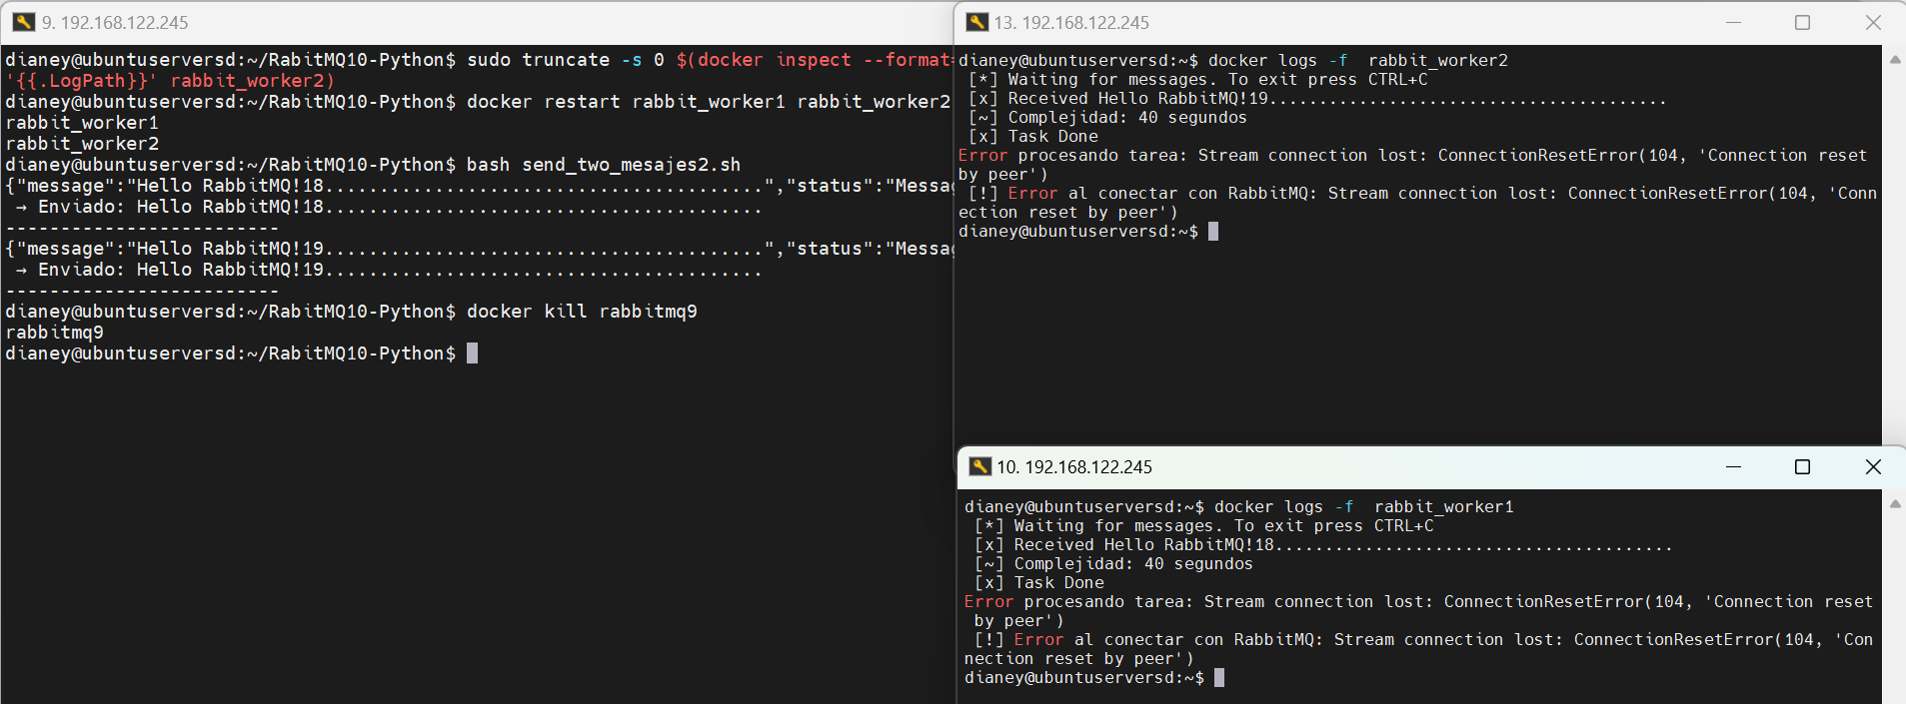 9. 192.168.122.245
dianey@ubuntuserversd:~/RabitMQ10-Python$ sudo truncate -s 0 $(docker inspect --format=
'{{.LogPath}}' rabbit_worker2)
dianey@ubuntuserversd:~/RabitMQ10-Python$ docker restart rabbit_worker1 rabbit_worker2
rabbit_worker1
rabbit_worker2
dianey@ubuntuserversd:~/RabitMQ10-Python$ bash send_two_mesajes2.sh
{"message":"Hello RabbitMQ!18........................................","status":"Messag
→ Enviado: Hello RabbitMQ!18........................................
-------------------------
{"message":"Hello RabbitMQ!19........................................","status":"Messag
→ Enviado: Hello RabbitMQ!19........................................
-------------------------
dianey@ubuntuserversd:~/RabitMQ10-Python$ docker kill rabbitmq9
rabbitmq9
dianey@ubuntuserversd:~/RabitMQ10-Python$
13. 192.168.122.245
dianey@ubuntuserversd:~$ docker logs -f  rabbit_worker2
[*] Waiting for messages. To exit press CTRL+C
[x] Received Hello RabbitMQ!19........................................
[~] Complejidad: 40 segundos
[x] Task Done
Error procesando tarea: Stream connection lost: ConnectionResetError(104, 'Connection reset
by peer')
[!] Error al conectar con RabbitMQ: Stream connection lost: ConnectionResetError(104, 'Conn
ection reset by peer')
dianey@ubuntuserversd:~$
10. 192.168.122.245
dianey@ubuntuserversd:~$ docker logs -f  rabbit_worker1
[*] Waiting for messages. To exit press CTRL+C
[x] Received Hello RabbitMQ!18........................................
[~] Complejidad: 40 segundos
[x] Task Done
Error procesando tarea: Stream connection lost: ConnectionResetError(104, 'Connection reset
by peer')
[!] Error al conectar con RabbitMQ: Stream connection lost: ConnectionResetError(104, 'Con
nection reset by peer')
dianey@ubuntuserversd:~$